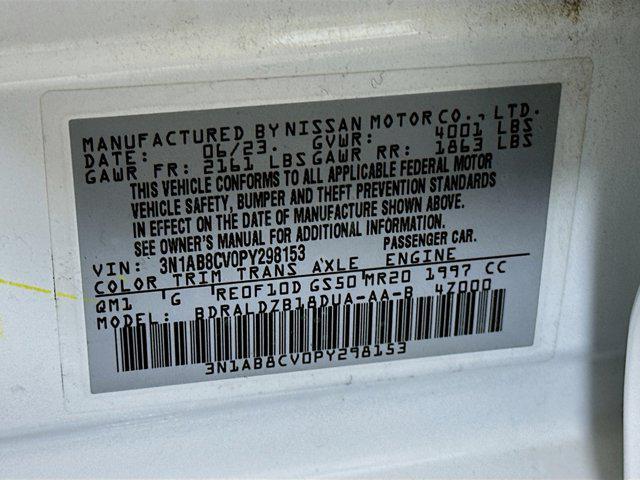 MANUFACTURED BY NISSAN MOTOR CO., LTD.
DATE: 06/23. GVWR: 4001 LBS
GAWR FR: 2161 LBS GAWR RR: 1863 LBS
THIS VEHICLE CONFORMS TO ALL APPLICABLE FEDERAL MOTOR
VEHICLE SAFETY, BUMPER AND THEFT PREVENTION STANDARDS
IN EFFECT ON THE DATE OF MANUFACTURE SHOWN ABOVE.
SEE OWNER'S MANUAL FOR ADDITIONAL INFORMATION.
VIN: 3N1AB8CV0PY298153 PASSENGER CAR.
COLOR TRIM TRANS AXLE ENGINE
QM1 G RE0F10D GS50 MR20 1997 CC
MODEL: BDRALDZB18DUA-AA-B 4Z000
3N1AB8CV0PY298153